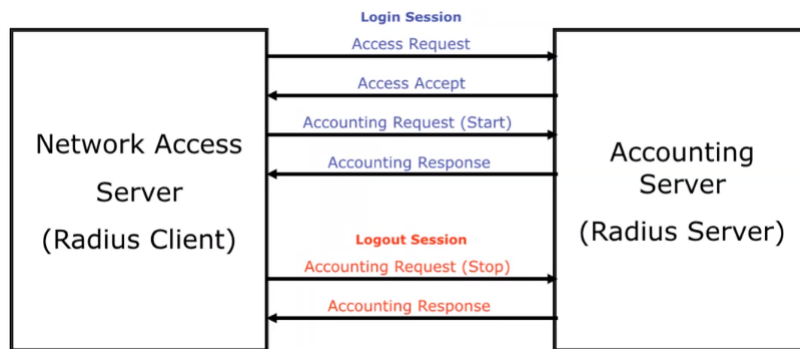 Login Session
Access Request
Access Accept
Accounting Request (Start)
Accounting Response
Network Access
Server
(Radius Client)
Accounting
Server
(Radius Server)
Logout Session
Accounting Request (Stop)
Accounting Response